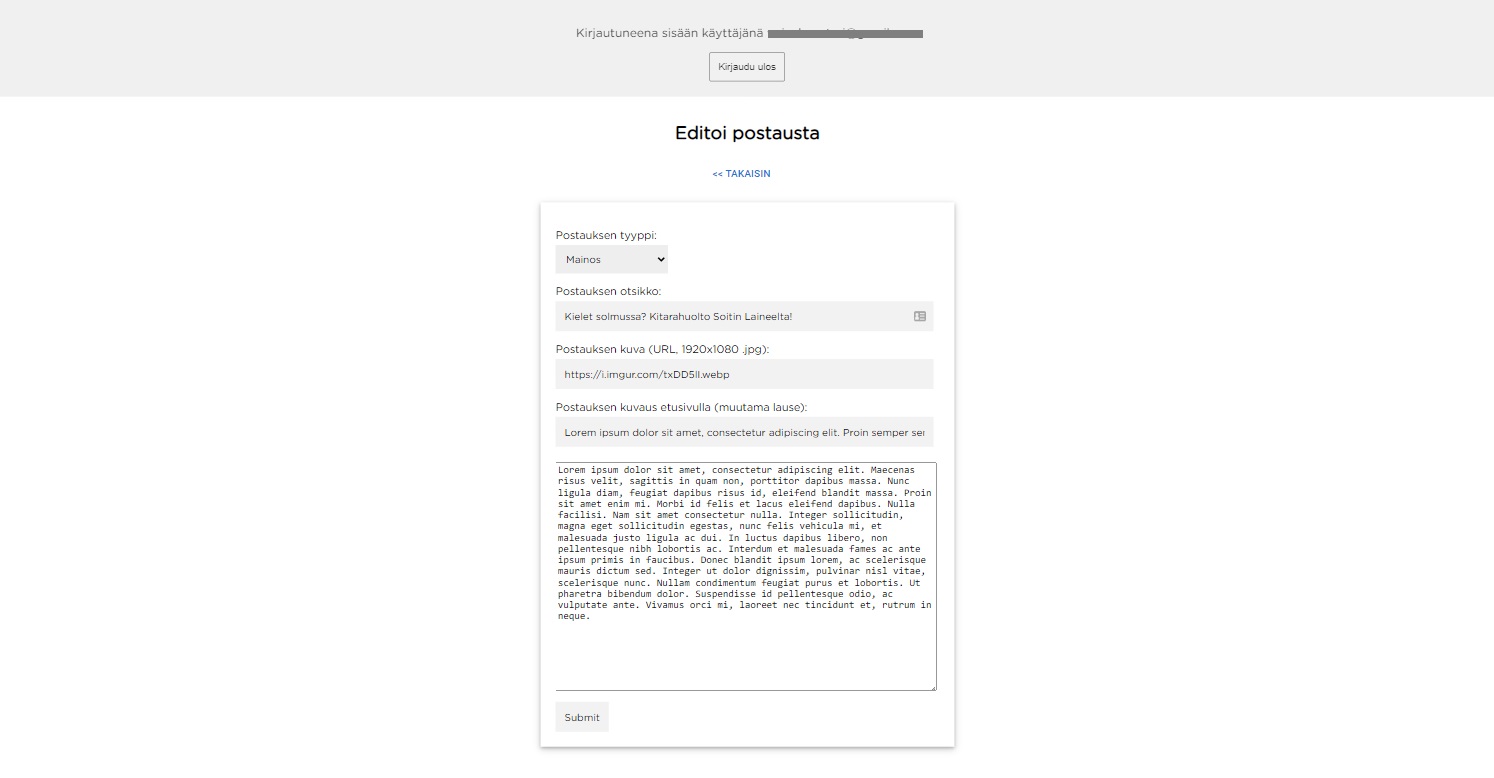 Kirjautuneena sisään käyttäjänä
Kirjaudu ulos
Editoi postausta
<< TAKAISIN
Postauksen tyyppi:
Mainos
Postauksen otsikko:
Kielet solmussa? Kitarahuolto Soitin Laineelta!
Postauksen kuva (URL, 1920x1080 .jpg):
https://i.imgur.com/txDD5Il.webp
Postauksen kuvaus etusivulla (muutama lause):
Lorem ipsum dolor sit amet, consectetur adipiscing elit. Proin semper
Lorem ipsum dolor sit amet, consectetur adipiscing elit. Maecenas
risus velit, sagittis in quam non, porttitor dapibus massa. Nunc
ligula diam, feugiat dapibus risus id, eleifend blandit massa. Proin
sit amet enim mi. Morbi id felis et lacus eleifend dapibus. Nulla
facilisi. Nam sit amet consectetur nulla. Integer sollicitudin,
magna eget sollicitudin egestas, nunc felis vehicula mi, et
malesuada justo ligula ac dui. In luctus dapibus libero, non
pellentesque nibh lobortis ac. Interdum et malesuada fames ac ante
ipsum primis in faucibus. Donec blandit ipsum lorem, ac scelerisque
mauris dictum sed. Integer ut dolor dignissim, pulvinar nisl vitae,
scelerisque nunc. Nullam condimentum feugiat purus et lobortis. Ut
pharetra bibendum dolor. Suspendisse id pellentesque odio, ac
vulputate ante. Vivamus orci mi, laoreet nec tincidunt et, rutrum in
neque.
Submit